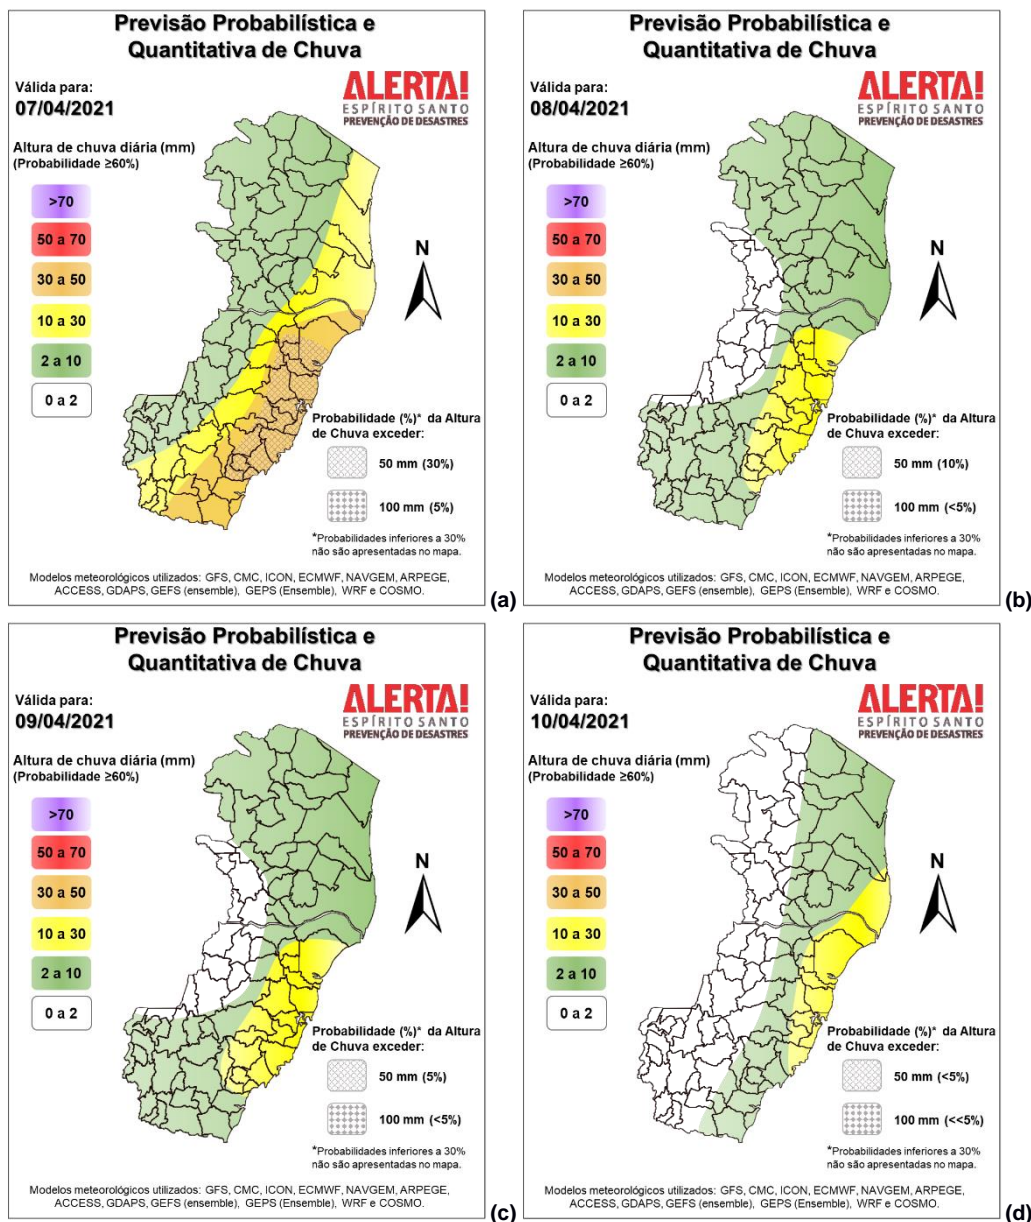 Previsão Probabilística e
Quantitativa de Chuva
Válida para:
07/04/2021
ALERTA!
ESPÍRITO SANTO
PREVENÇÃO DE DESASTRES
Altura de chuva diária (mm)
(Probabilidade ≥60%)
>70
50 a 70
30 a 50
10 a 30
2 a 10
0 a 2
N
Probabilidade (%)* da Altura
de Chuva exceder:
50 mm (30%)
100 mm (5%)
*Probabilidades inferiores a 30%
não são apresentadas no mapa.
Modelos meteorológicos utilizados: GFS, CMC, ICON, ECMWF, NAVGEM, ARPEGE,
ACCESS, GDAPS, GEFS (ensemble), GEPS (Ensemble), WRF e COSMO.
(a)
Previsão Probabilística e
Quantitativa de Chuva
Válida para:
08/04/2021
ALERTA!
ESPÍRITO SANTO
PREVENÇÃO DE DESASTRES
Altura de chuva diária (mm)
(Probabilidade ≥60%)
>70
50 a 70
30 a 50
10 a 30
2 a 10
0 a 2
N
Probabilidade (%)* da Altura
de Chuva exceder:
50 mm (10%)
100 mm (<5%)
*Probabilidades inferiores a 30%
não são apresentadas no mapa.
Modelos meteorológicos utilizados: GFS, CMC, ICON, ECMWF, NAVGEM, ARPEGE,
ACCESS, GDAPS, GEFS (ensemble), GEPS (Ensemble), WRF e COSMO.
(b)
Previsão Probabilística e
Quantitativa de Chuva
Válida para:
09/04/2021
ALERTA!
ESPÍRITO SANTO
PREVENÇÃO DE DESASTRES
Altura de chuva diária (mm)
(Probabilidade ≥60%)
>70
50 a 70
30 a 50
10 a 30
2 a 10
0 a 2
N
Probabilidade (%)* da Altura
de Chuva exceder:
50 mm (5%)
100 mm (<5%)
*Probabilidades inferiores a 30%
não são apresentadas no mapa.
Modelos meteorológicos utilizados: GFS, CMC, ICON, ECMWF, NAVGEM, ARPEGE,
ACCESS, GDAPS, GEFS (ensemble), GEPS (Ensemble), WRF e COSMO.
(c)
Previsão Probabilística e
Quantitativa de Chuva
Válida para:
10/04/2021
ALERTA!
ESPÍRITO SANTO
PREVENÇÃO DE DESASTRES
Altura de chuva diária (mm)
(Probabilidade ≥60%)
>70
50 a 70
30 a 50
10 a 30
2 a 10
0 a 2
N
Probabilidade (%)* da Altura
de Chuva exceder:
50 mm (<5%)
100 mm (<<5%)
*Probabilidades inferiores a 30%
não são apresentadas no mapa.
Modelos meteorológicos utilizados: GFS, CMC, ICON, ECMWF, NAVGEM, ARPEGE,
ACCESS, GDAPS, GEFS (ensemble), GEPS (Ensemble), WRF e COSMO.
(d)